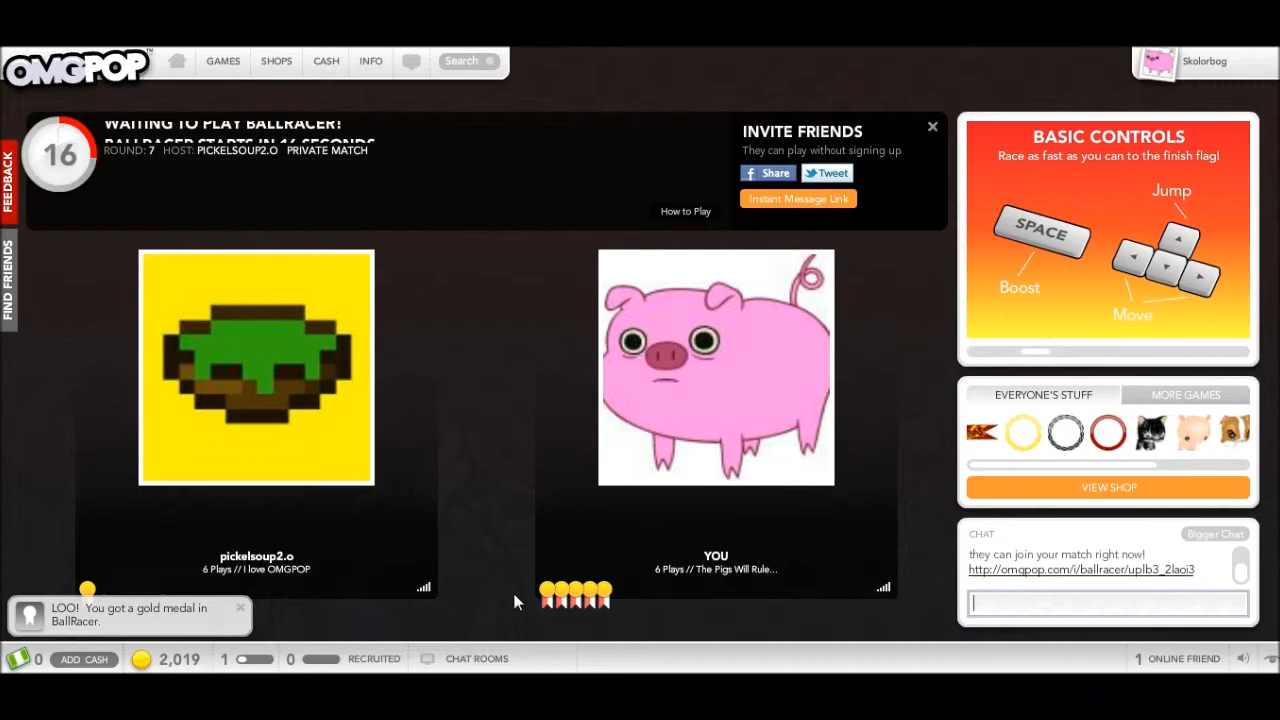 OMGPOP
GAMES SHOPS CASH INFO Search
Skolorbog
FEEDBACK
FIND FRIENDS
16
WAITING TO PLAY BALLRACER!
BALLRACER STARTS IN 16 SECONDS
ROUND: 7 HOST: PICKELSOUP2.O PRIVATE MATCH
How to Play
INVITE FRIENDS
They can play without signing up
Share Tweet
Instant Message Link
BASIC CONTROLS
Race as fast as you can to the finish flag!
Jump
SPACE
Boost
Move
pickelsoup2.o
6 Plays // I love OMGPOP
YOU
6 Plays // The Pigs Will Rule...
EVERYONE'S STUFF MORE GAMES
VIEW SHOP
CHAT Bigger Chat
they can join your match right now!
http://omgpop.com/i/ballracer/uplb3_2laoi3
LOO! You got a gold medal in
BallRacer.
0 ADD CASH 2,019 1 0 RECRUITED CHAT ROOMS 1 ONLINE FRIEND